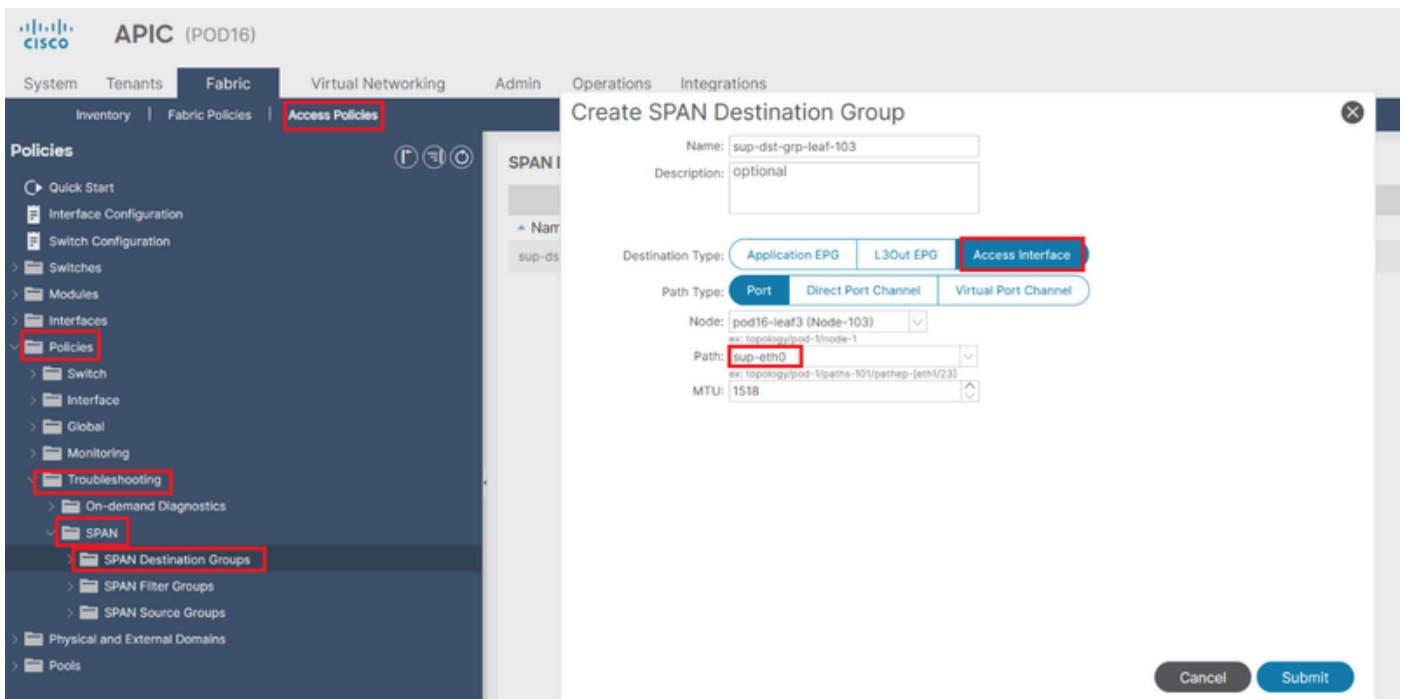 CISCO
APIC (POD16)
System Tenants Fabric Virtual Networking Admin Operations Integrations
Inventory | Fabric Policies | Access Policies
Policies
Quick Start
Interface Configuration
Switch Configuration
Switches
Modules
Interfaces
Policies
Switch
Interface
Global
Monitoring
Troubleshooting
On-demand Diagnostics
SPAN
SPAN Destination Groups
SPAN Filter Groups
SPAN Source Groups
Physical and External Domains
Pools
SPAN
Nam
sup-ds
Create SPAN Destination Group
Name: sup-dst-grp-leaf-103
Description: optional
Destination Type: Application EPG L3Out EPG Access Interface
Path Type: Port Direct Port Channel Virtual Port Channel
Node: pod16-leaf3 (Node-103)
ex: topology/pod-1/node-1
Path: sup-eth0
ex: topology/pod-1/paths-101/pathep-[eth1/23]
MTU: 1518
Cancel Submit